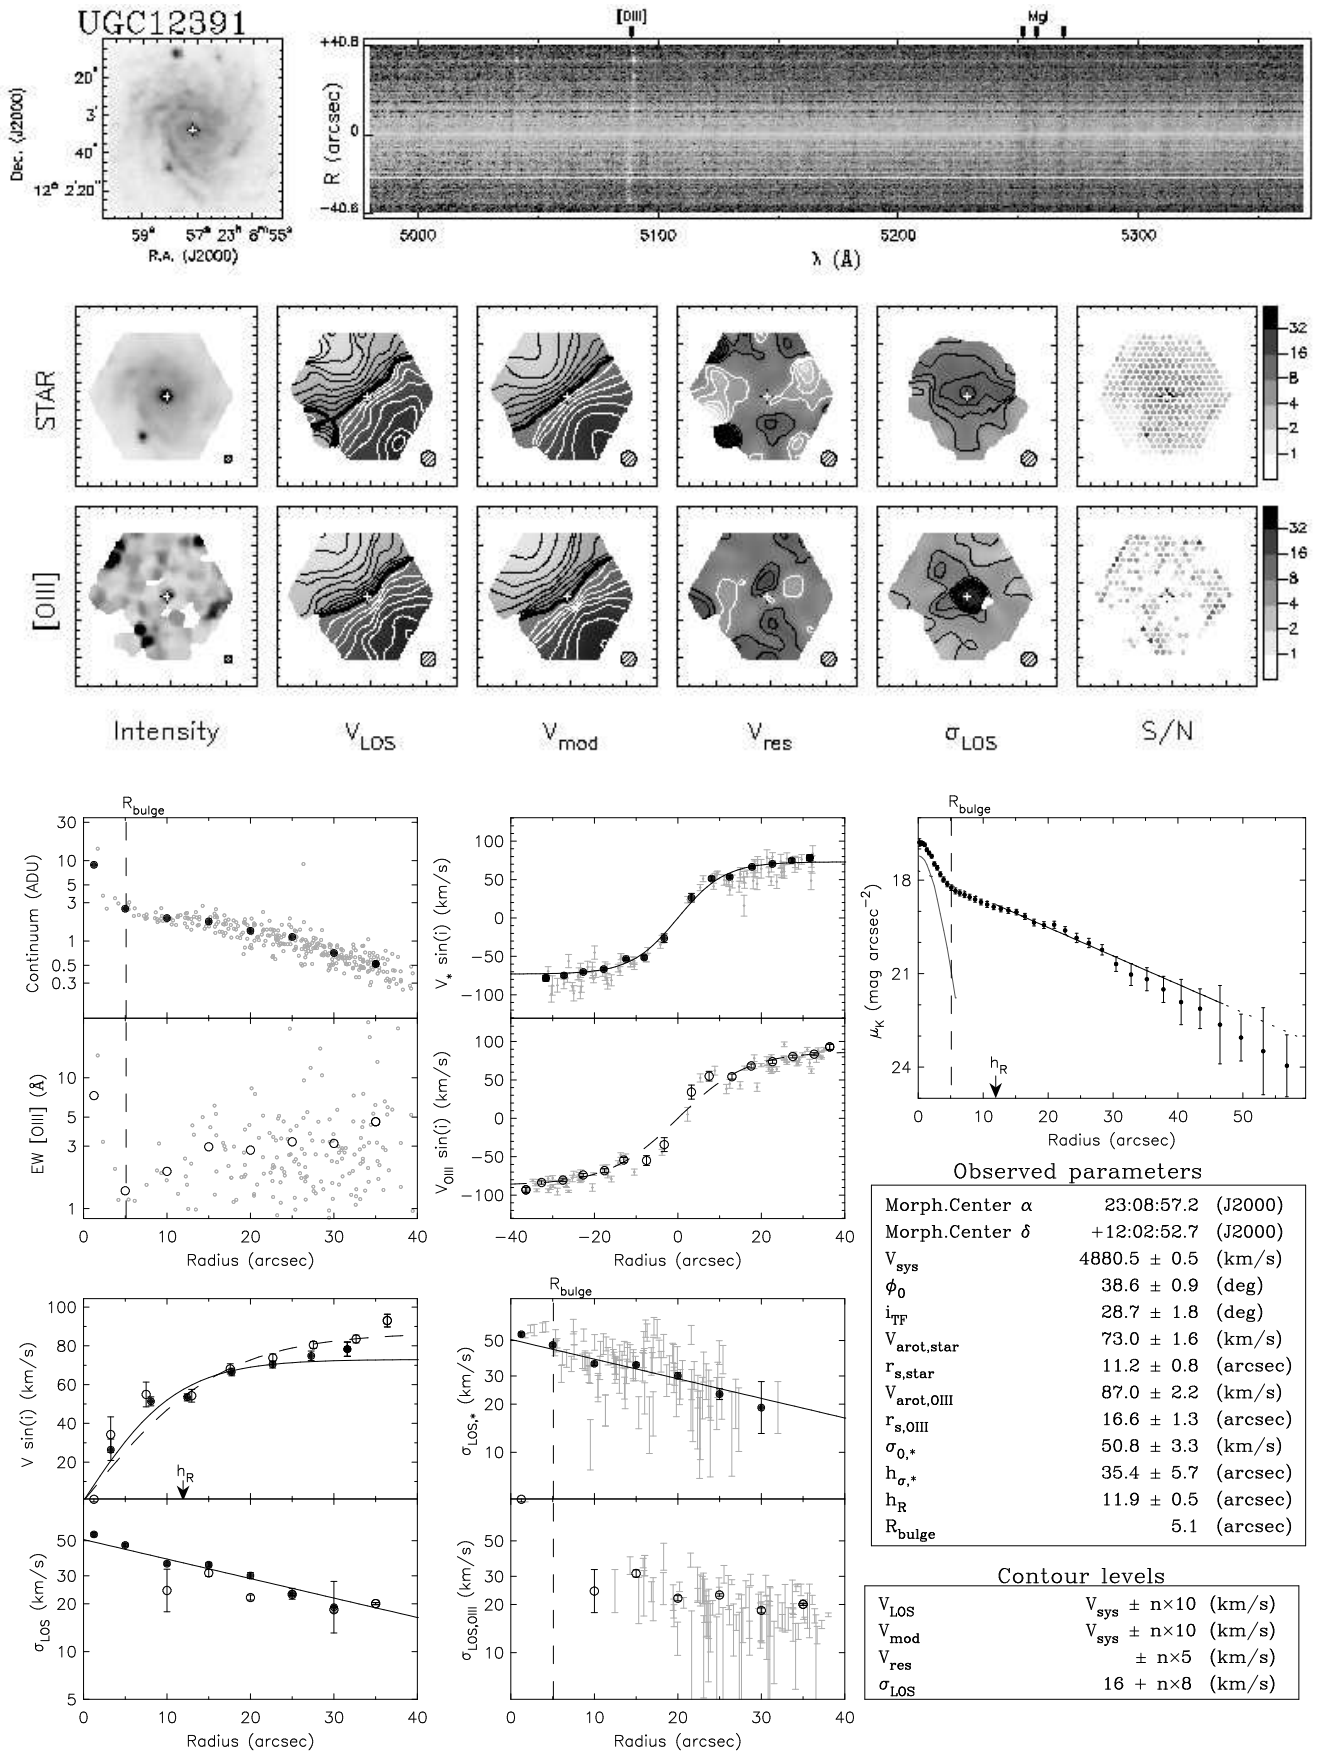 UGC12391
[OIII]
MgI
Dec. (J2000)
20"
3'
40"
12° 2'20"
59s 57m 23h 8m55s
R.A. (J2000)
R (arcsec)
+40.8
0
−40.6
5000 5100 5200 5300
λ (Å)
STAR
32
16
8
4
2
1
[OIII]
32
16
8
4
2
1
Intensity V_LOS V_mod V_res σ_LOS S/N
R_bulge
Continuum (ADU)
30
10
5
3
1
0.5
0.3
EW [OIII] (Å)
10
5
3
1
0 5 10 15 20 25 30 35 40
Radius (arcsec)
V_* sin(i) (km/s)
100
50
0
−50
−100
V_OIII sin(i) (km/s)
100
50
0
−50
−100
−40 −20 0 20 40
Radius (arcsec)
R_bulge
μ_K (mag arcsec^−2)
18
21
24
h_R
0 10 20 30 40 50
Radius (arcsec)
V sin(i) (km/s)
100
80
60
40
20
h_R
σ_LOS (km/s)
50
30
20
10
5
0 5 10 15 20 25 30 35 40
Radius (arcsec)
R_bulge
σ_LOS,* (km/s)
50
30
20
10
σ_LOS,OIII (km/s)
50
30
20
10
0 10 20 30 40
Radius (arcsec)
Observed parameters
Morph.Center α 23:08:57.2 (J2000)
Morph.Center δ +12:02:52.7 (J2000)
V_sys 4880.5 ± 0.5 (km/s)
ϕ_0 38.6 ± 0.9 (deg)
i_TF 28.7 ± 1.8 (deg)
V_arot,star 73.0 ± 1.6 (km/s)
r_s,star 11.2 ± 0.8 (arcsec)
V_arot,OIII 87.0 ± 2.2 (km/s)
r_s,OIII 16.6 ± 1.3 (arcsec)
σ_0,* 50.8 ± 3.3 (km/s)
h_σ,* 35.4 ± 5.7 (arcsec)
h_R 11.9 ± 0.5 (arcsec)
R_bulge 5.1 (arcsec)
Contour levels
V_LOS V_sys ± n×10 (km/s)
V_mod V_sys ± n×10 (km/s)
V_res ± n×5 (km/s)
σ_LOS 16 + n×8 (km/s)